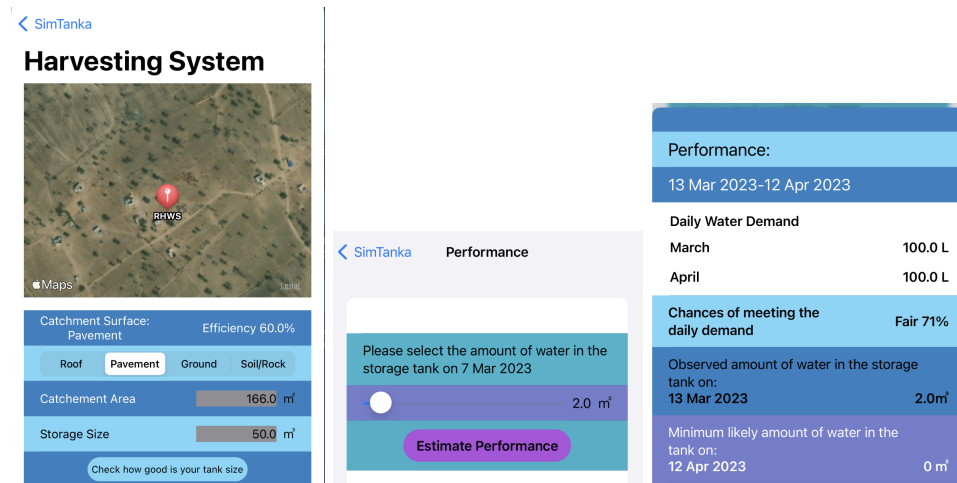 SimTanka
Harvesting System
RHWS
Maps
Legal
Catchment Surface:
Pavement
Efficiency 60.0%
Roof Pavement Ground Soil/Rock
Catchement Area 166.0 m³
Storage Size 50.0 m³
Check how good is your tank size
SimTanka Performance
Please select the amount of water in the
storage tank on 7 Mar 2023
2.0 m³
Estimate Performance
Performance:
13 Mar 2023-12 Apr 2023
Daily Water Demand
March 100.0 L
April 100.0 L
Chances of meeting the
daily demand
Fair 71%
Observed amount of water in the storage
tank on:
13 Mar 2023 2.0m³
Minimum likely amount of water in the
tank on:
12 Apr 2023 0 m³